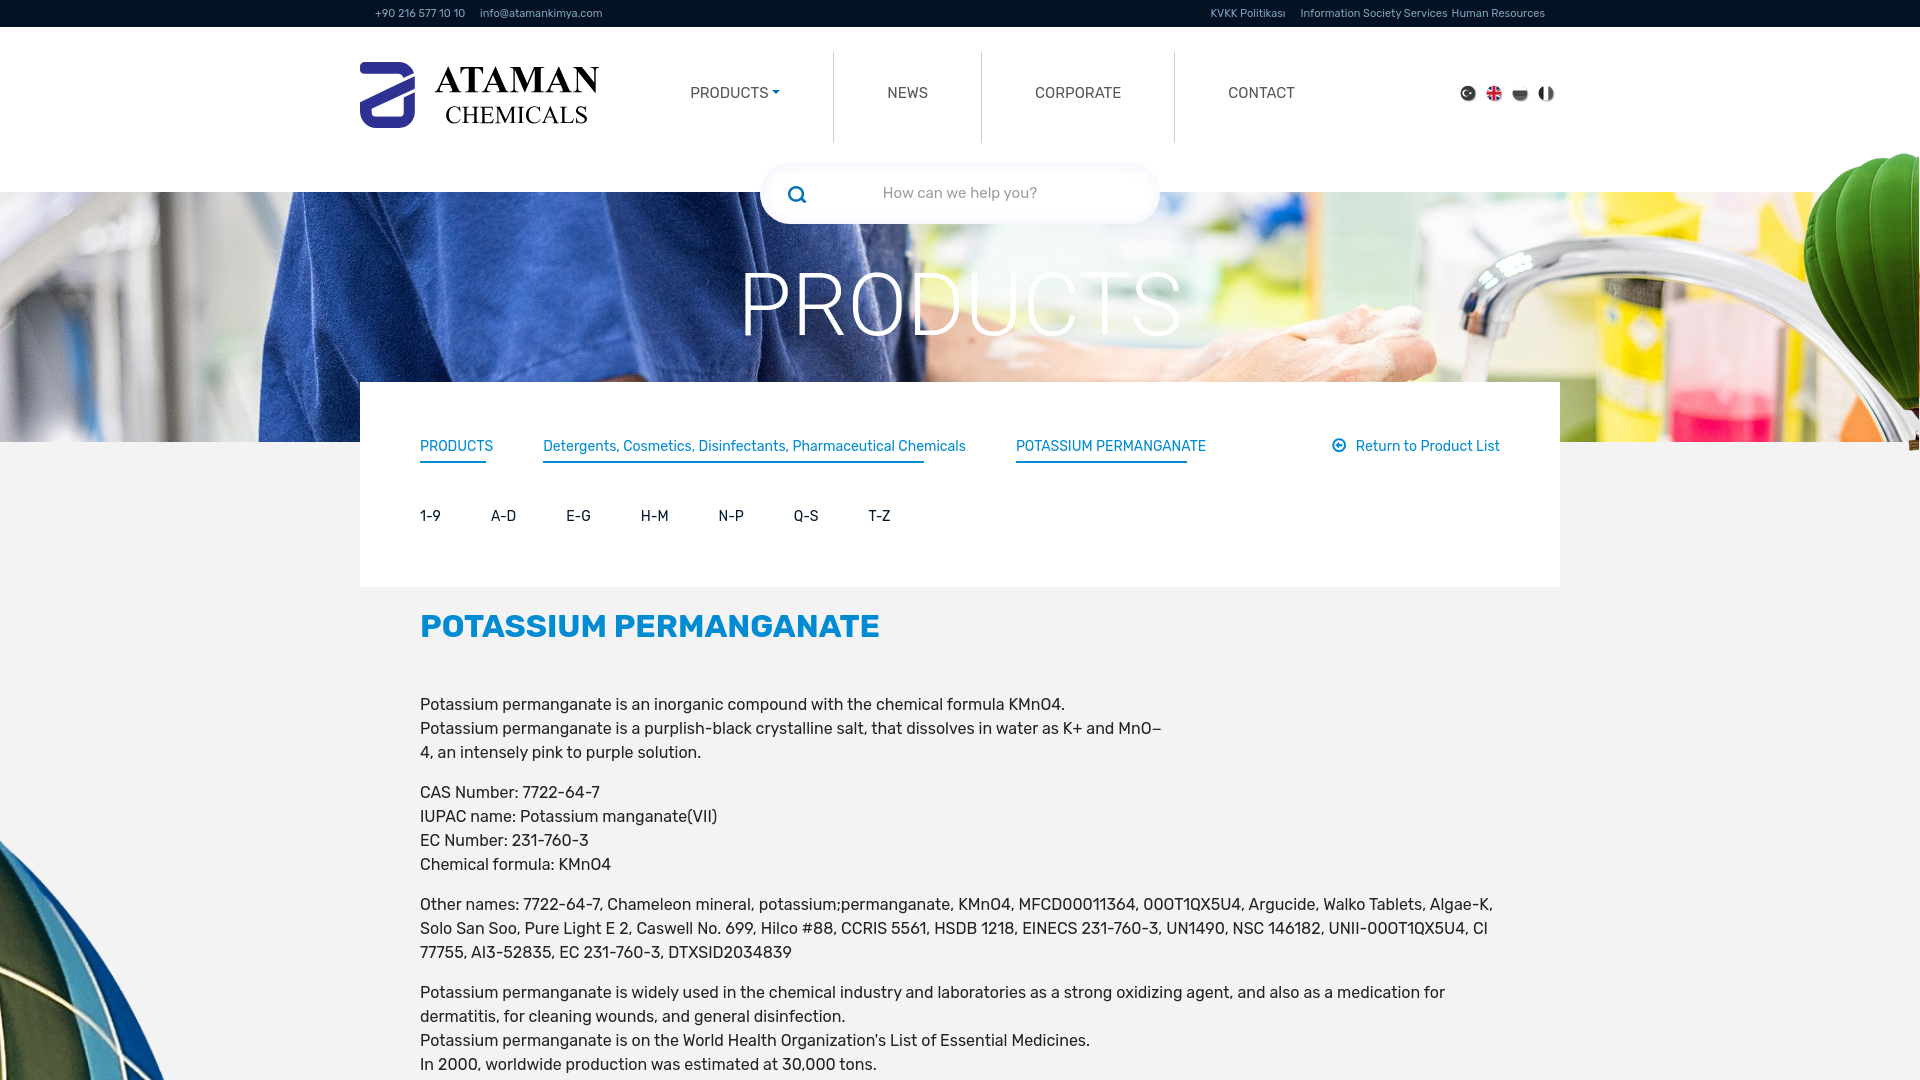 +90 216 577 10 10 info@atamankimya.com KVKK Politikası Information Society Services Human Resources
ATAMAN
CHEMICALS
PRODUCTS NEWS CORPORATE CONTACT
How can we help you?
PRODUCTS
PRODUCTS Detergents, Cosmetics, Disinfectants, Pharmaceutical Chemicals POTASSIUM PERMANGANATE Return to Product List
1-9 A-D E-G H-M N-P Q-S T-Z
POTASSIUM PERMANGANATE
Potassium permanganate is an inorganic compound with the chemical formula KMnO4.
Potassium permanganate is a purplish-black crystalline salt, that dissolves in water as K+ and MnO−
4, an intensely pink to purple solution.
CAS Number: 7722-64-7
IUPAC name: Potassium manganate(VII)
EC Number: 231-760-3
Chemical formula: KMnO4
Other names: 7722-64-7, Chameleon mineral, potassium;permanganate, KMnO4, MFCD00011364, 00OT1QX5U4, Argucide, Walko Tablets, Algae-K,
Solo San Soo, Pure Light E 2, Caswell No. 699, Hilco #88, CCRIS 5561, HSDB 1218, EINECS 231-760-3, UN1490, NSC 146182, UNII-00OT1QX5U4, CI
77755, AI3-52835, EC 231-760-3, DTXSID2034839
Potassium permanganate is widely used in the chemical industry and laboratories as a strong oxidizing agent, and also as a medication for
dermatitis, for cleaning wounds, and general disinfection.
Potassium permanganate is on the World Health Organization's List of Essential Medicines.
In 2000, worldwide production was estimated at 30,000 tons.